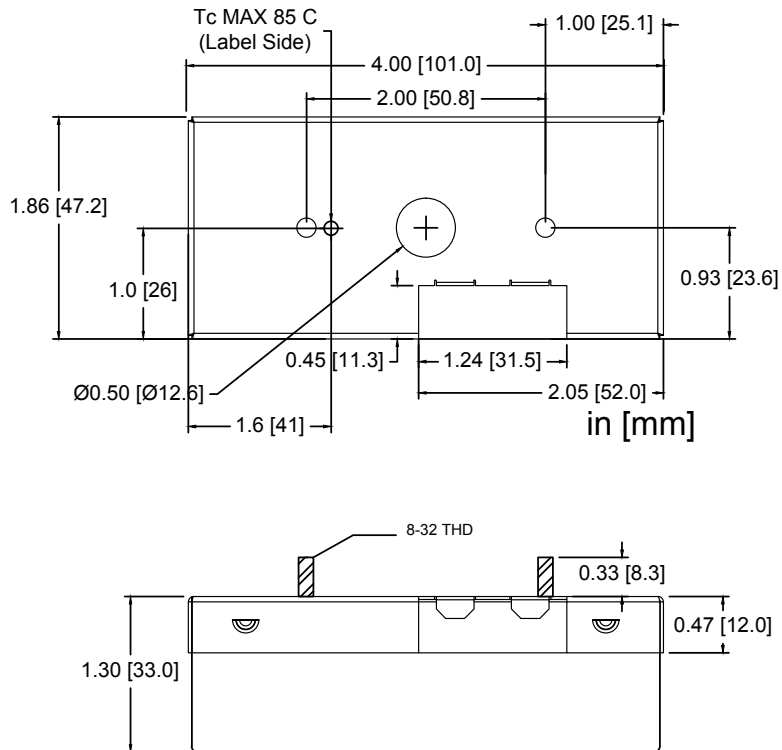 Tc MAX 85 C
(Label Side)
1.00 [25.1]
4.00 [101.0]
2.00 [50.8]
1.86 [47.2]
1.0 [26]
0.93 [23.6]
0.45 [11.3]
1.24 [31.5]
Ø0.50 [Ø12.6]
2.05 [52.0]
1.6 [41]
in [mm]
8-32 THD
0.33 [8.3]
0.47 [12.0]
1.30 [33.0]